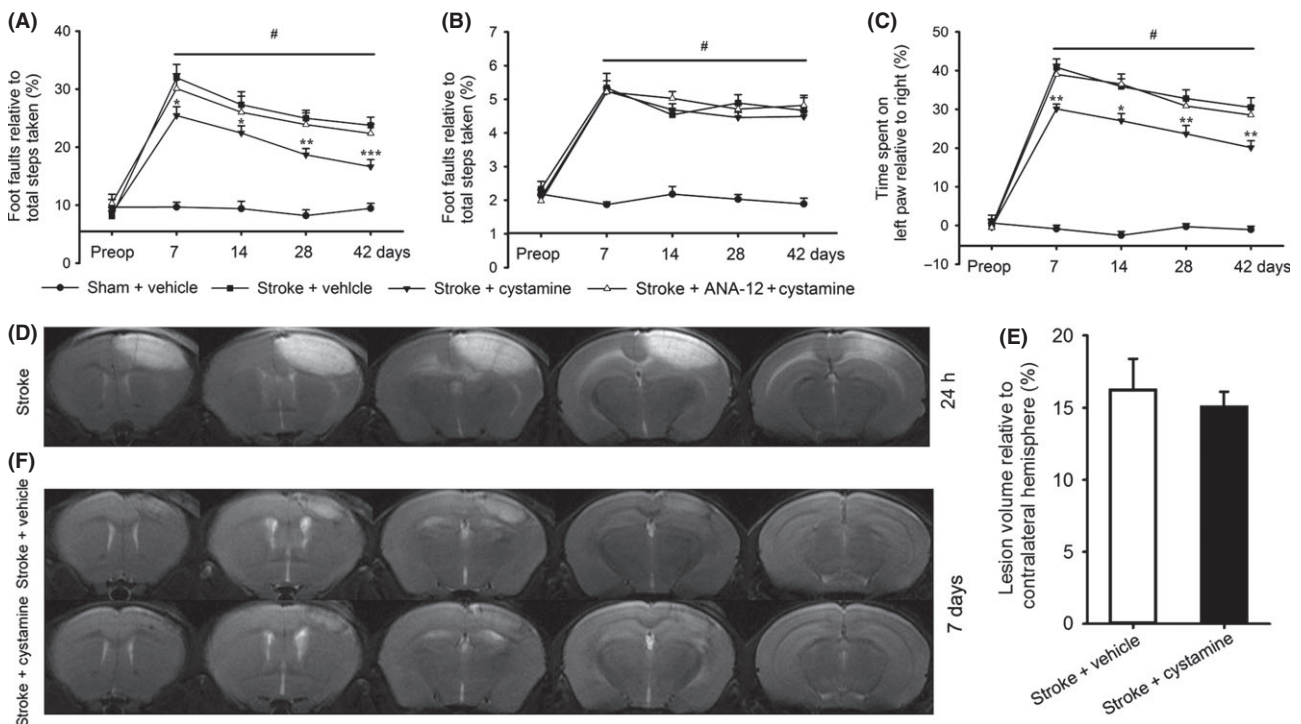 (A)
Foot faults relative to
total steps taken (%)
40
30
20
10
0
#
*
*
**
***
Preop 7 14 28 42 days
(B)
Foot faults relative to
total steps taken (%)
7
6
5
4
3
2
1
#
Preop 7 14 28 42 days
(C)
Time spent on
left paw relative to right (%)
50
40
30
20
10
0
−10
#
**
*
**
**
Preop 7 14 28 42 days
Sham + vehicle Stroke + vehicle Stroke + cystamine Stroke + ANA-12 + cystamine
(D)
Stroke
24 h
(E)
Lesion volume relative to
contralateral hemisphere (%)
20
15
10
5
0
Stroke + vehicle
Stroke + cystamine
(F)
Stroke + vehicle
Stroke + cystamine
7 days